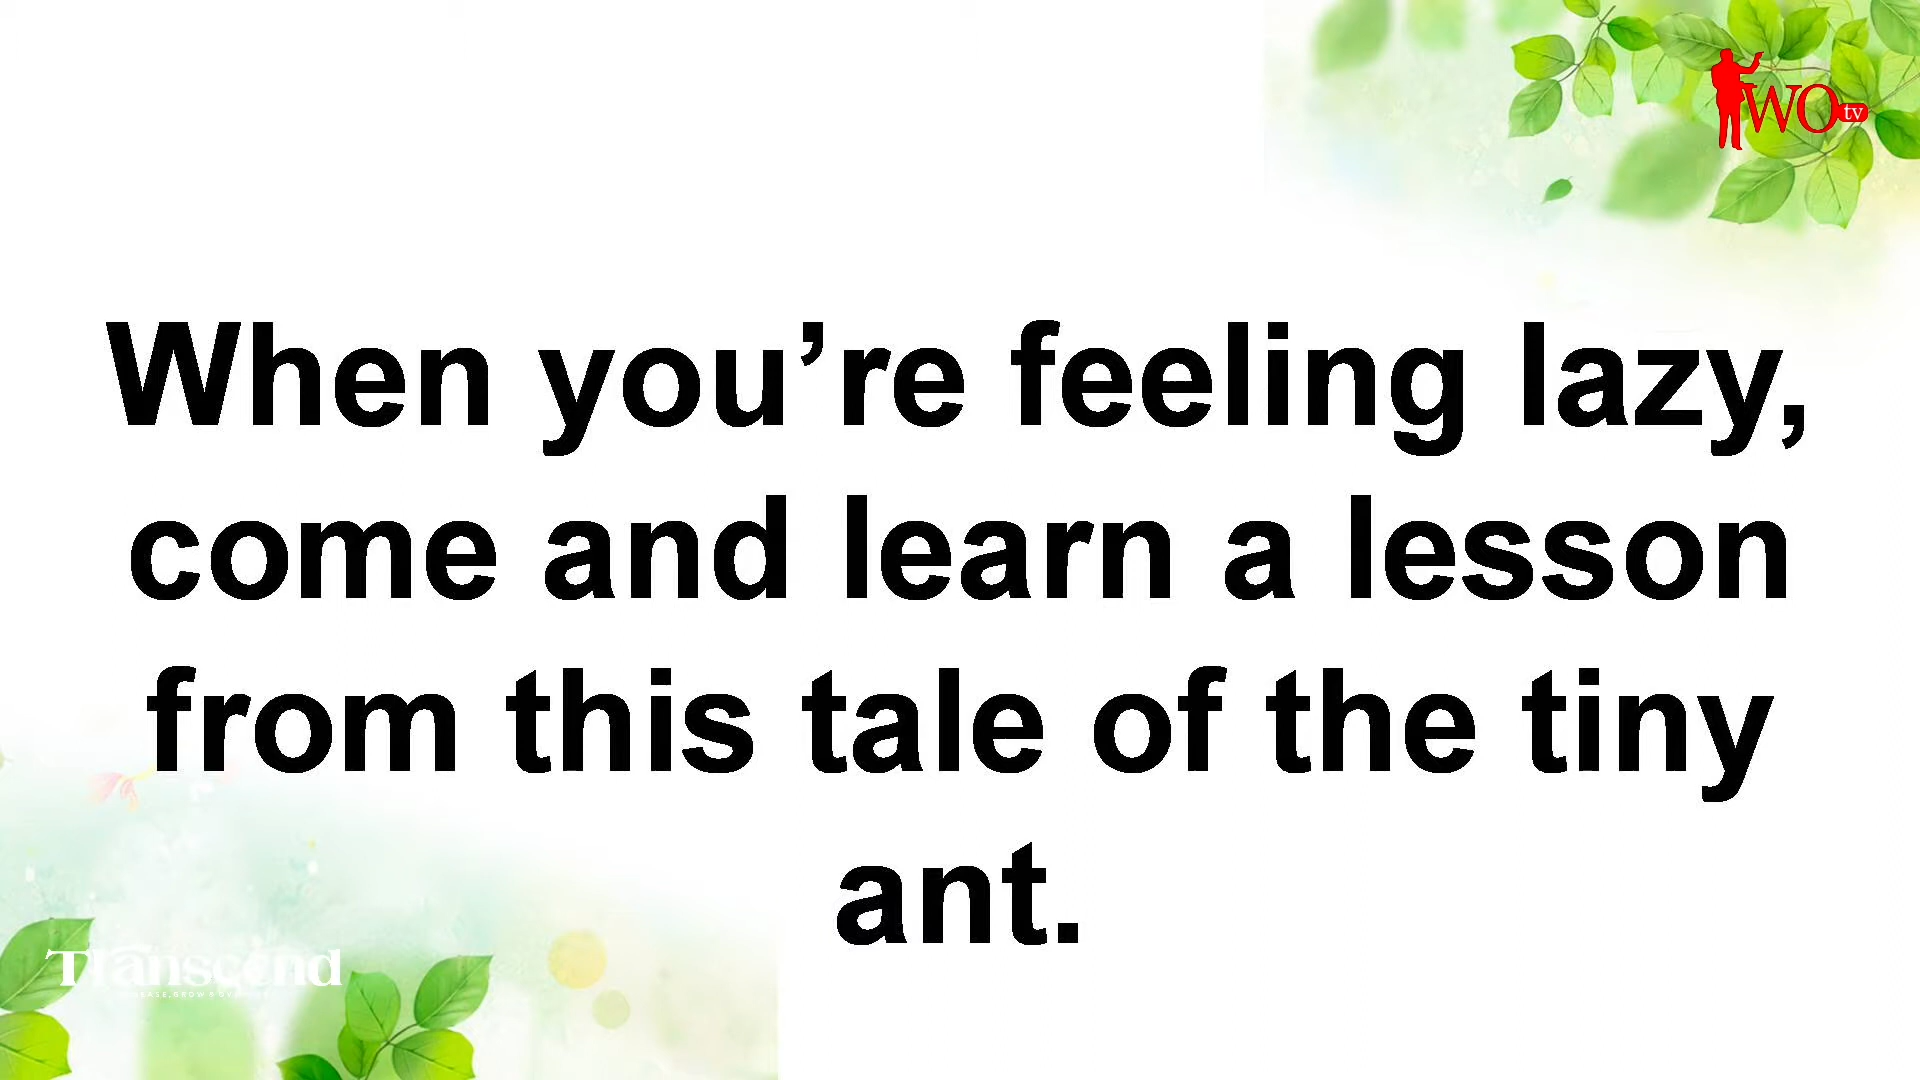 WO tv
When you’re feeling lazy,
come and learn a lesson
from this tale of the tiny
ant.
Transcend